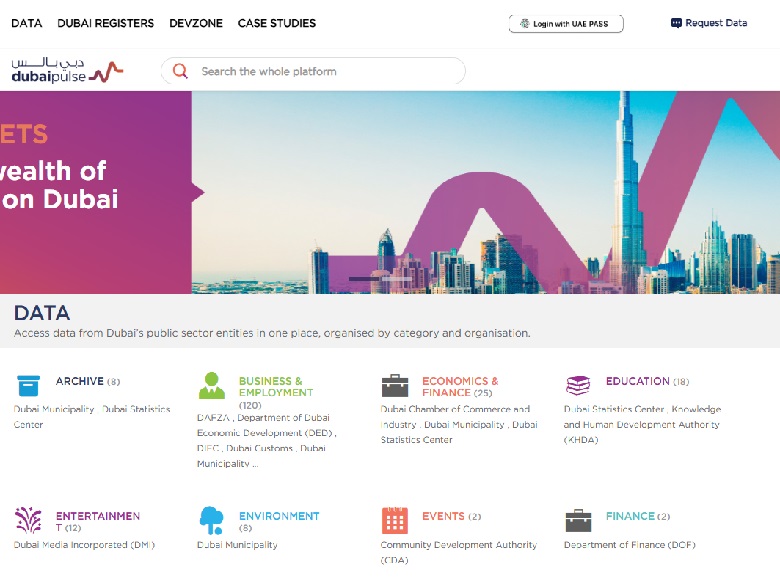 DATA DUBAI REGISTERS DEVZONE CASE STUDIES Login with UAE PASS Request Data
دبي بالـــس
dubaipulse
Search the whole platform
ETS
wealth of
on Dubai
DATA
Access data from Dubai's public sector entities in one place, organised by category and organisation.
ARCHIVE (8)
Dubai Municipality , Dubai Statistics
Center
BUSINESS &
EMPLOYMENT
(120)
DAFZA , Department of Dubai
Economic Development (DED) ,
DIFC , Dubai Customs , Dubai
Municipality ...
ECONOMICS &
FINANCE (25)
Dubai Chamber of Commerce and
Industry , Dubai Municipality , Dubai
Statistics Center
EDUCATION (18)
Dubai Statistics Center , Knowledge
and Human Development Authority
(KHDA)
ENTERTAINMEN
T (12)
Dubai Media Incorporated (DMI)
ENVIRONMENT
(8)
Dubai Municipality
EVENTS (2)
Community Development Authority
(CDA)
FINANCE (2)
Department of Finance (DOF)